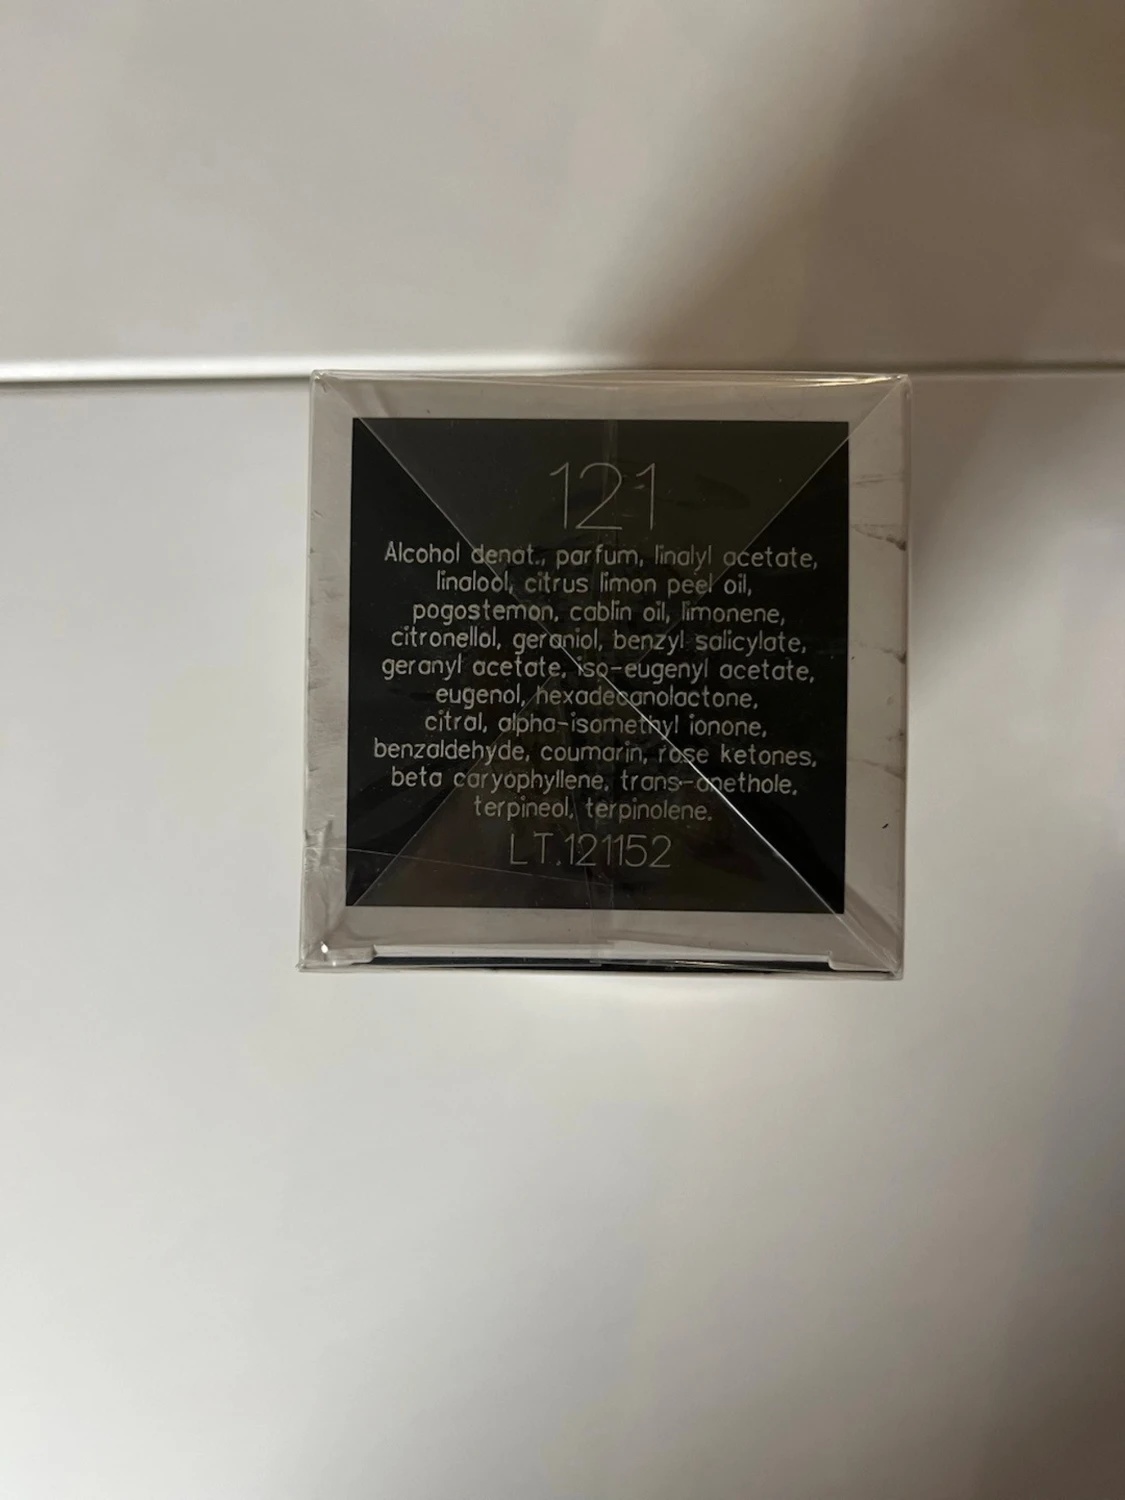 121
Alcohol denat., parfum, linalyl acetate,
linalool, citrus limon peel oil,
pogostemon, cablin oil, limonene,
citronellol, geraniol, benzyl salicylate,
geranyl acetate, iso-eugenyl acetate,
eugenol, hexadecanolactone,
citral, alpha-isomethyl ionone,
benzaldehyde, coumarin, rose ketones,
beta caryophyllene, trans-anethole,
terpineol, terpinolene.
LT.121152